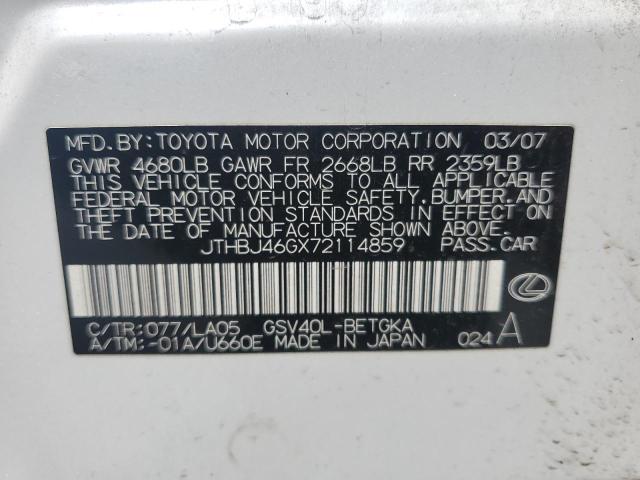 MFD.BY:TOYOTA MOTOR CORPORATION 03/07
GVWR 4680LB GAWR FR 2668LB RR 2359LB
THIS VEHICLE CONFORMS TO ALL APPLICABLE
FEDERAL MOTOR VEHICLE SAFETY,BUMPER,AND
THEFT PREVENTION STANDARDS IN EFFECT ON
THE DATE OF MANUFACTURE SHOWN ABOVE.
JTHBJ46GX72114859 PASS.CAR
C/TR:077/LA05 GSV40L-BETGKA
A/TM:-01A/U660E MADE IN JAPAN 024 A